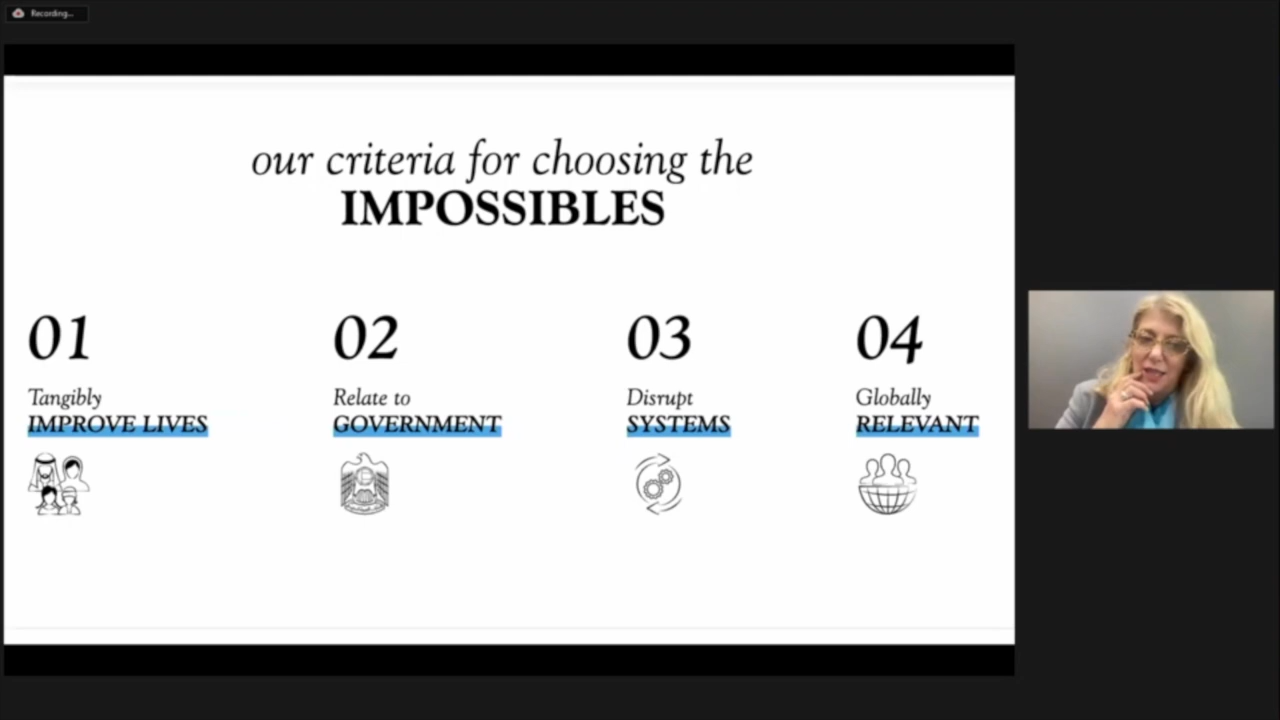 Recording...
our criteria for choosing the
IMPOSSIBLES
01
Tangibly
IMPROVE LIVES
02
Relate to
GOVERNMENT
03
Disrupt
SYSTEMS
04
Globally
RELEVANT